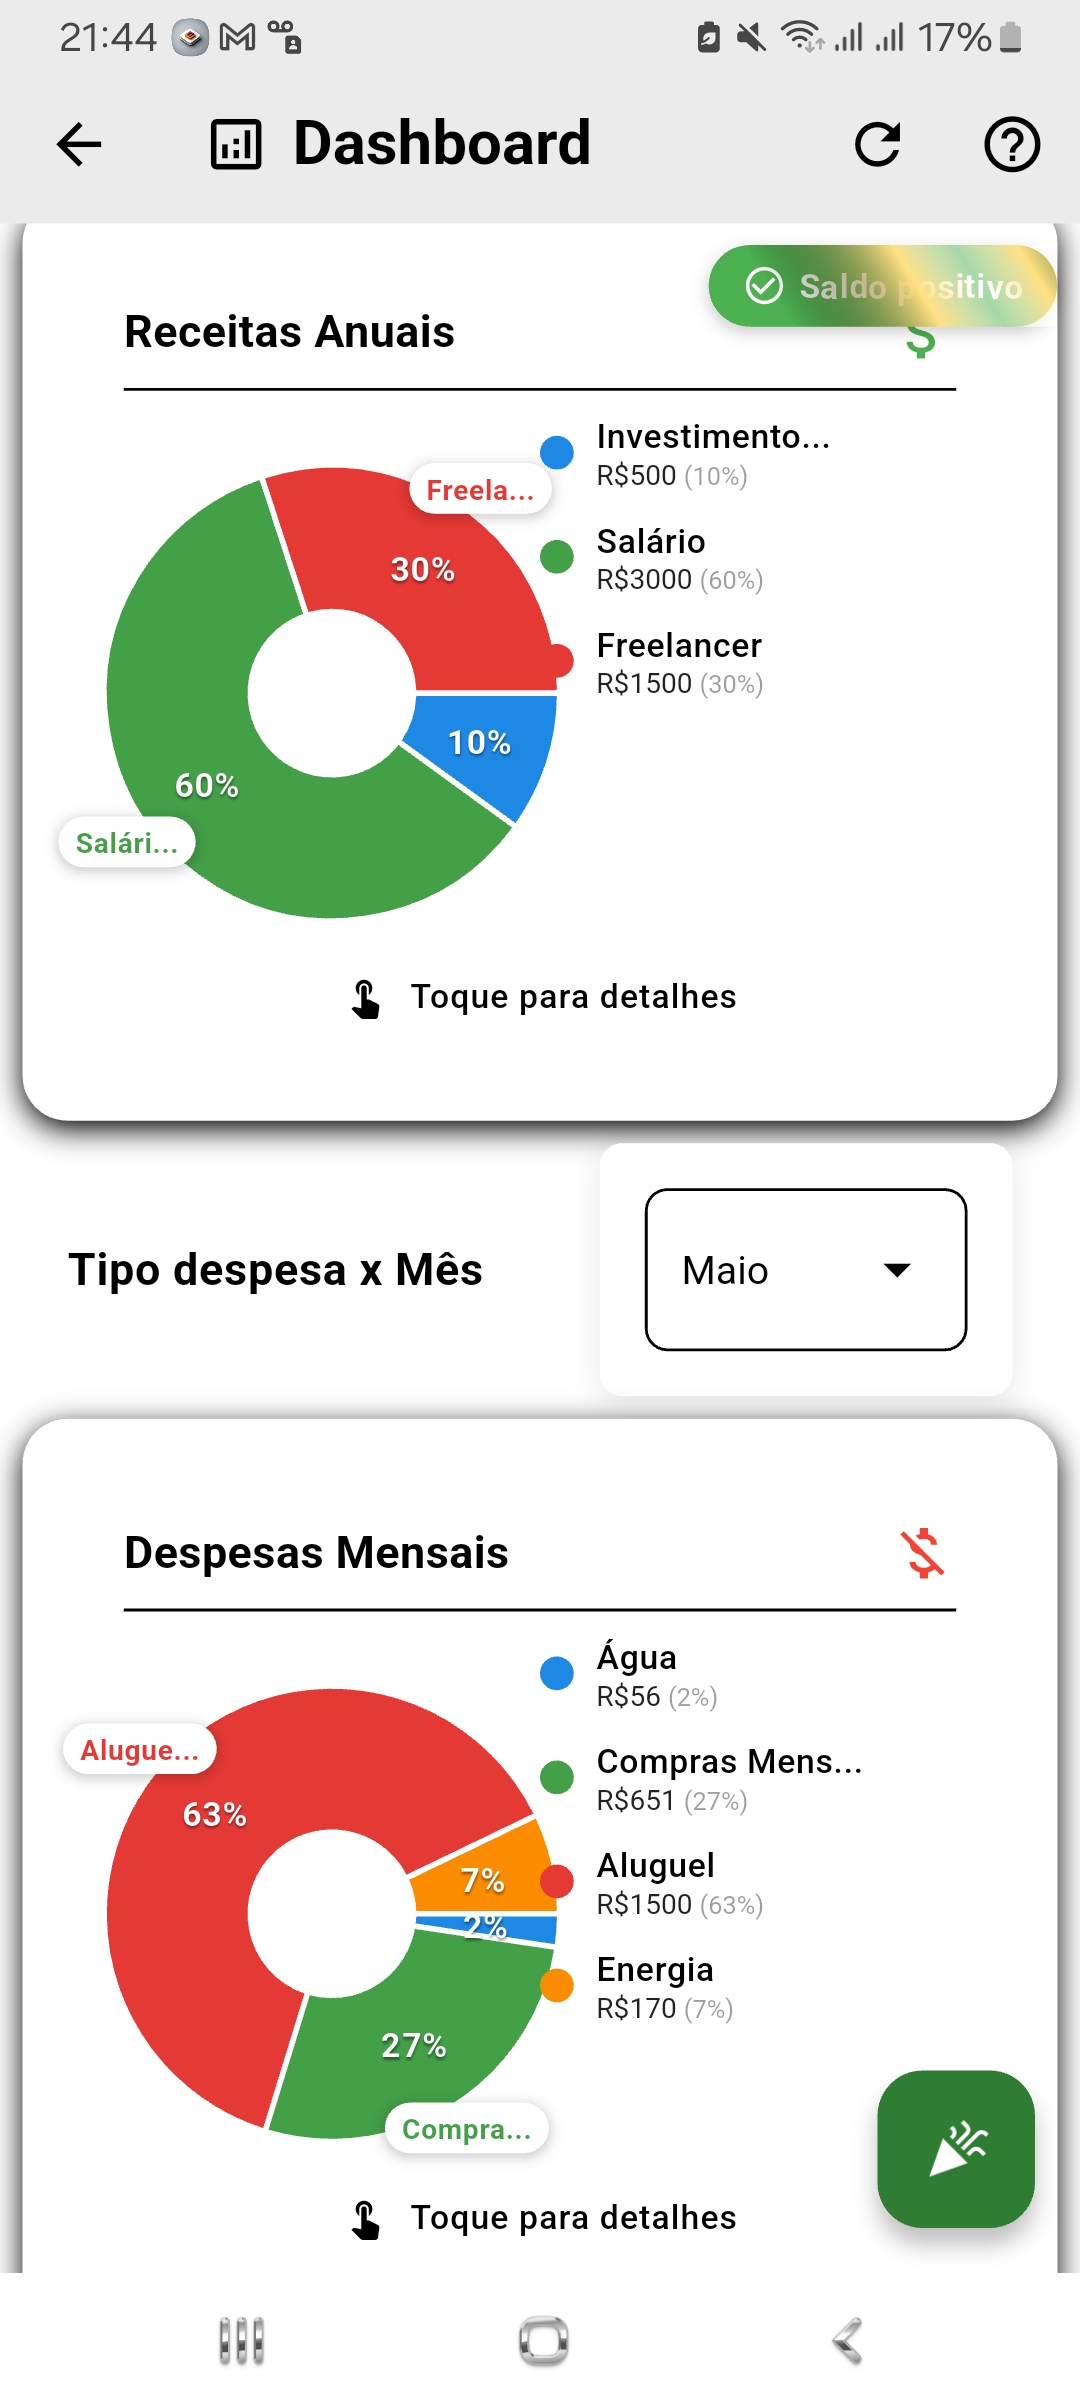 21:44
17%
Dashboard
Saldo positivo
Receitas Anuais
Investimento...
R$500 (10%)
Freela...
30%
Salário
R$3000 (60%)
Freelancer
R$1500 (30%)
10%
60%
Salári...
Toque para detalhes
Tipo despesa x Mês
Maio
Despesas Mensais
Água
R$56 (2%)
Alugue...
Compras Mens...
R$651 (27%)
63%
Aluguel
R$1500 (63%)
7%
2%
Energia
R$170 (7%)
27%
Compra...
Toque para detalhes